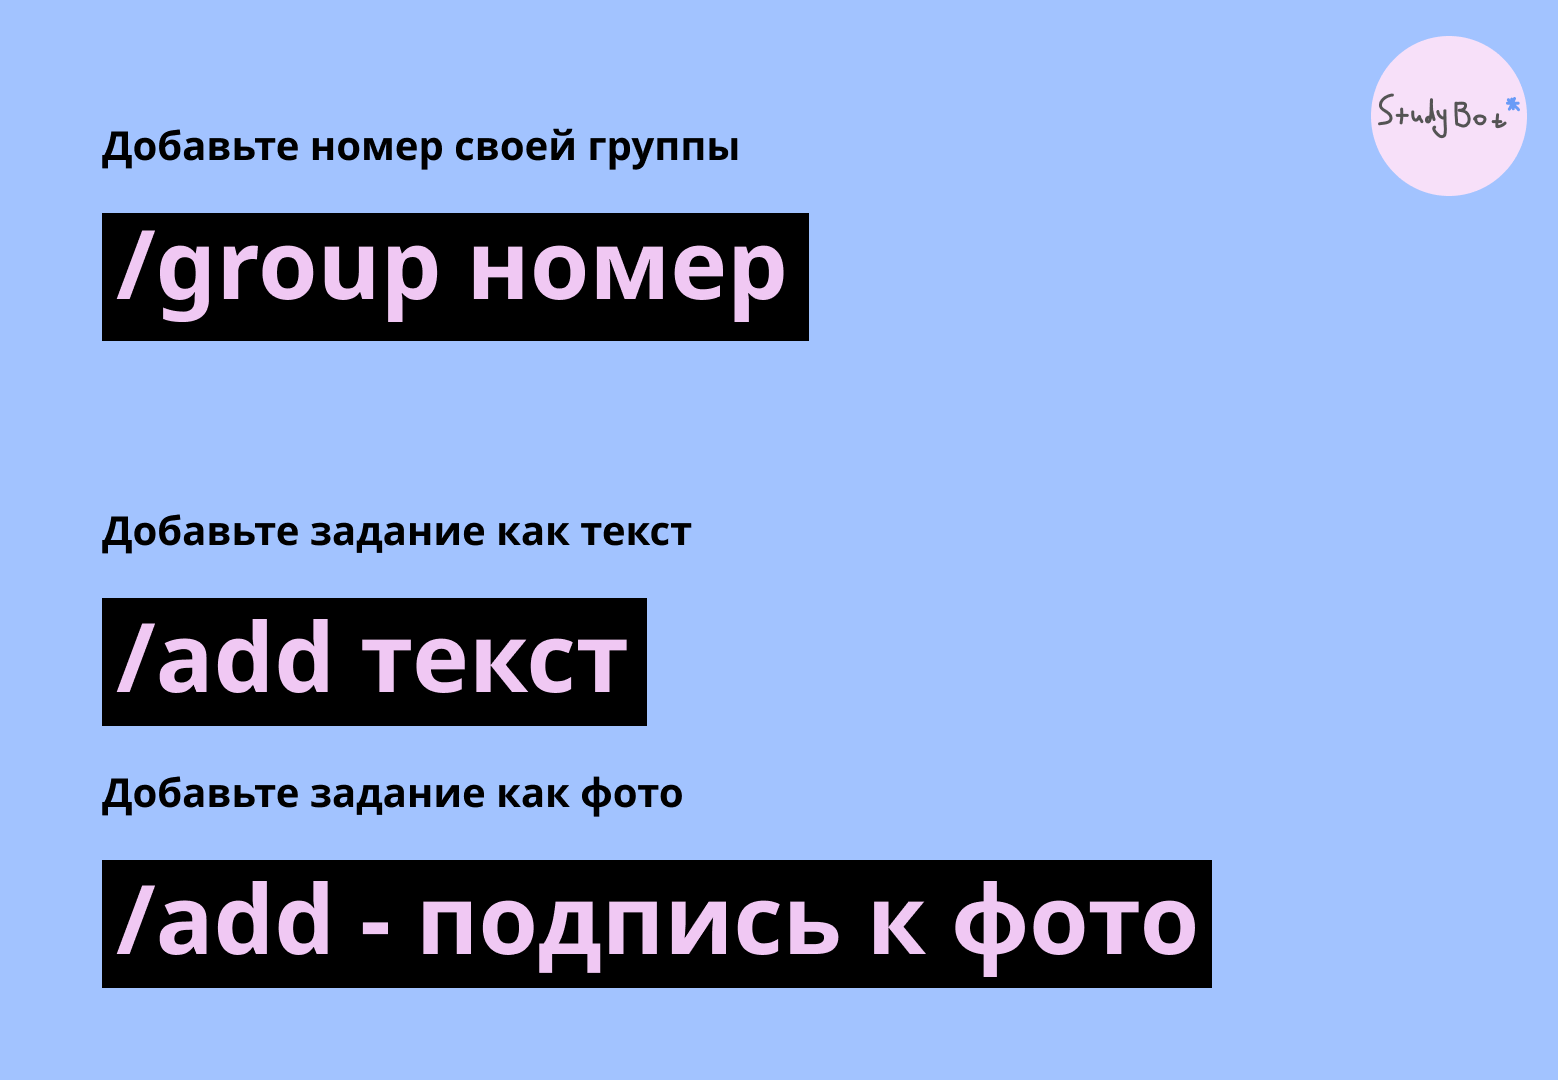 StudyBot*
Добавьте номер своей группы
/group номер
Добавьте задание как текст
/add текст
Добавьте задание как фото
/add - подпись к фото